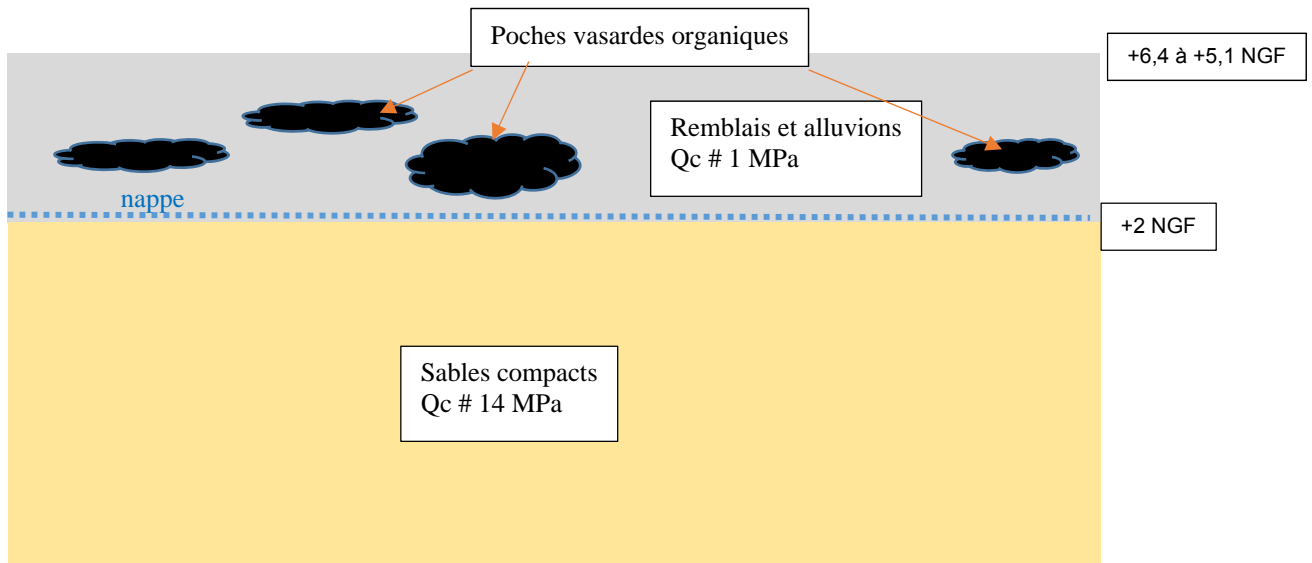 Poches vasardes organiques
+6,4 à +5,1 NGF
Remblais et alluvions
Qc # 1 MPa
nappe
+2 NGF
Sables compacts
Qc # 14 MPa